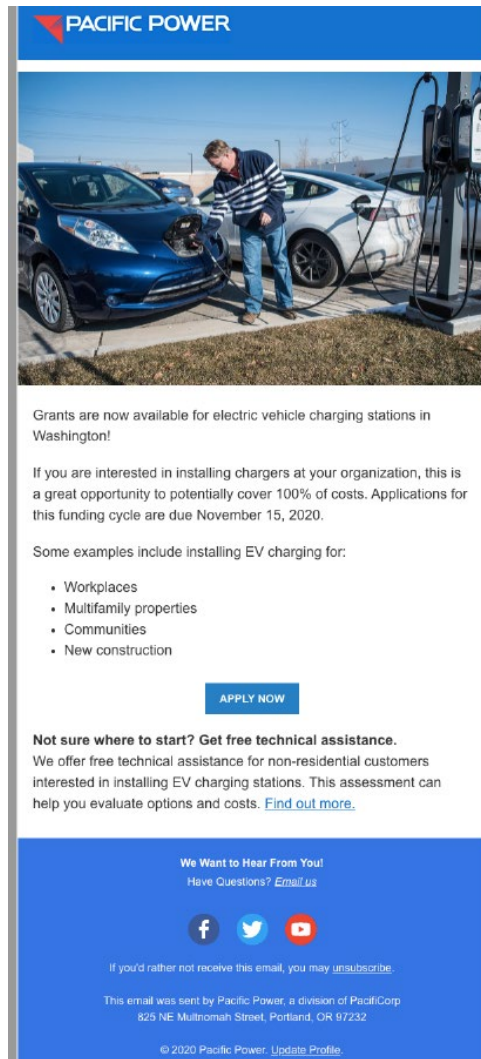 PACIFIC POWER
Grants are now available for electric vehicle charging stations in
Washington!
If you are interested in installing chargers at your organization, this is
a great opportunity to potentially cover 100% of costs. Applications for
this funding cycle are due November 15, 2020.
Some examples include installing EV charging for:
• Workplaces
• Multifamily properties
• Communities
• New construction
APPLY NOW
Not sure where to start? Get free technical assistance.
We offer free technical assistance for non-residential customers
interested in installing EV charging stations. This assessment can
help you evaluate options and costs. Find out more.
We Want to Hear From You!
Have Questions? Email us
If you'd rather not receive this email, you may unsubscribe.
This email was sent by Pacific Power, a division of PacifiCorp
825 NE Multnomah Street, Portland, OR 97232
© 2020 Pacific Power. Update Profile.